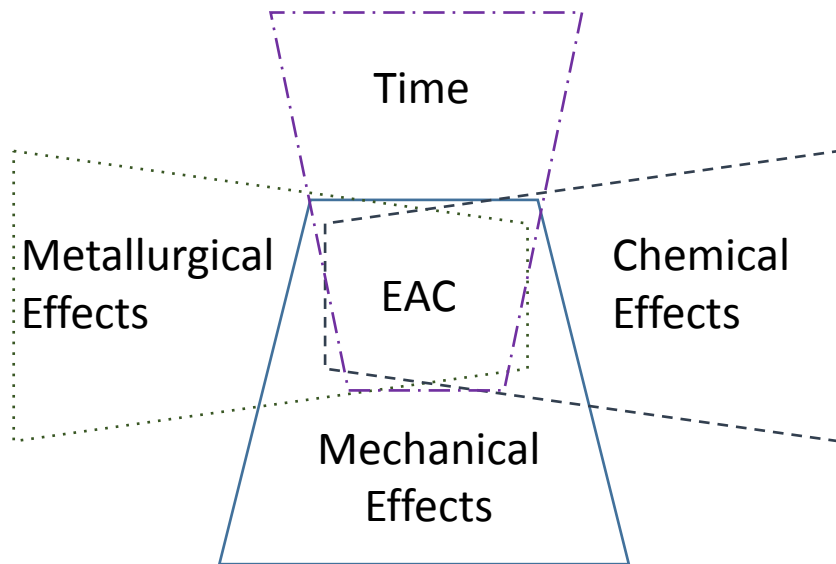 Time
Metallurgical
Effects
EAC
Chemical
Effects
Mechanical
Effects